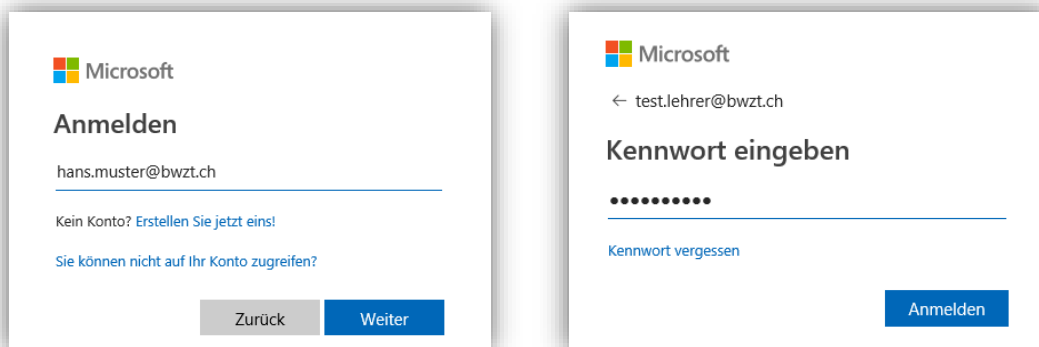 Microsoft
Anmelden
hans.muster@bwzt.ch
Kein Konto? Erstellen Sie jetzt eins!
Sie können nicht auf Ihr Konto zugreifen?
Zurück Weiter
Microsoft
← test.lehrer@bwzt.ch
Kennwort eingeben
••••••••••
Kennwort vergessen
Anmelden